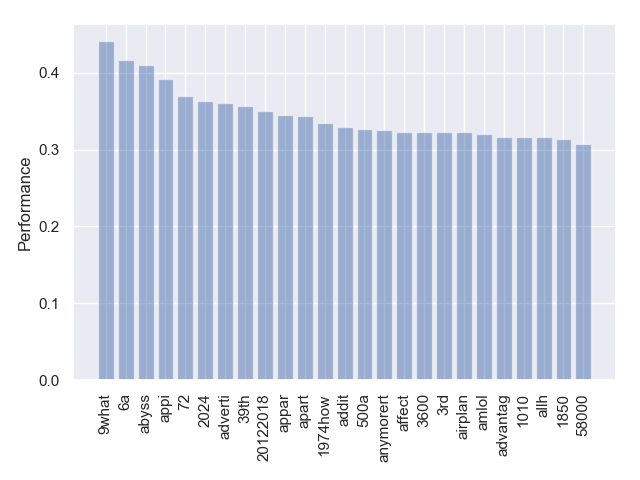 Performance
0.4
0.3
0.2
0.1
0.0
9what
6a
abyss
appi
72
2024
adverti
39th
20122018
appar
apart
1974how
addit
500a
anymorert
affect
3600
3rd
airplan
amlol
advantag
1010
allh
1850
58000